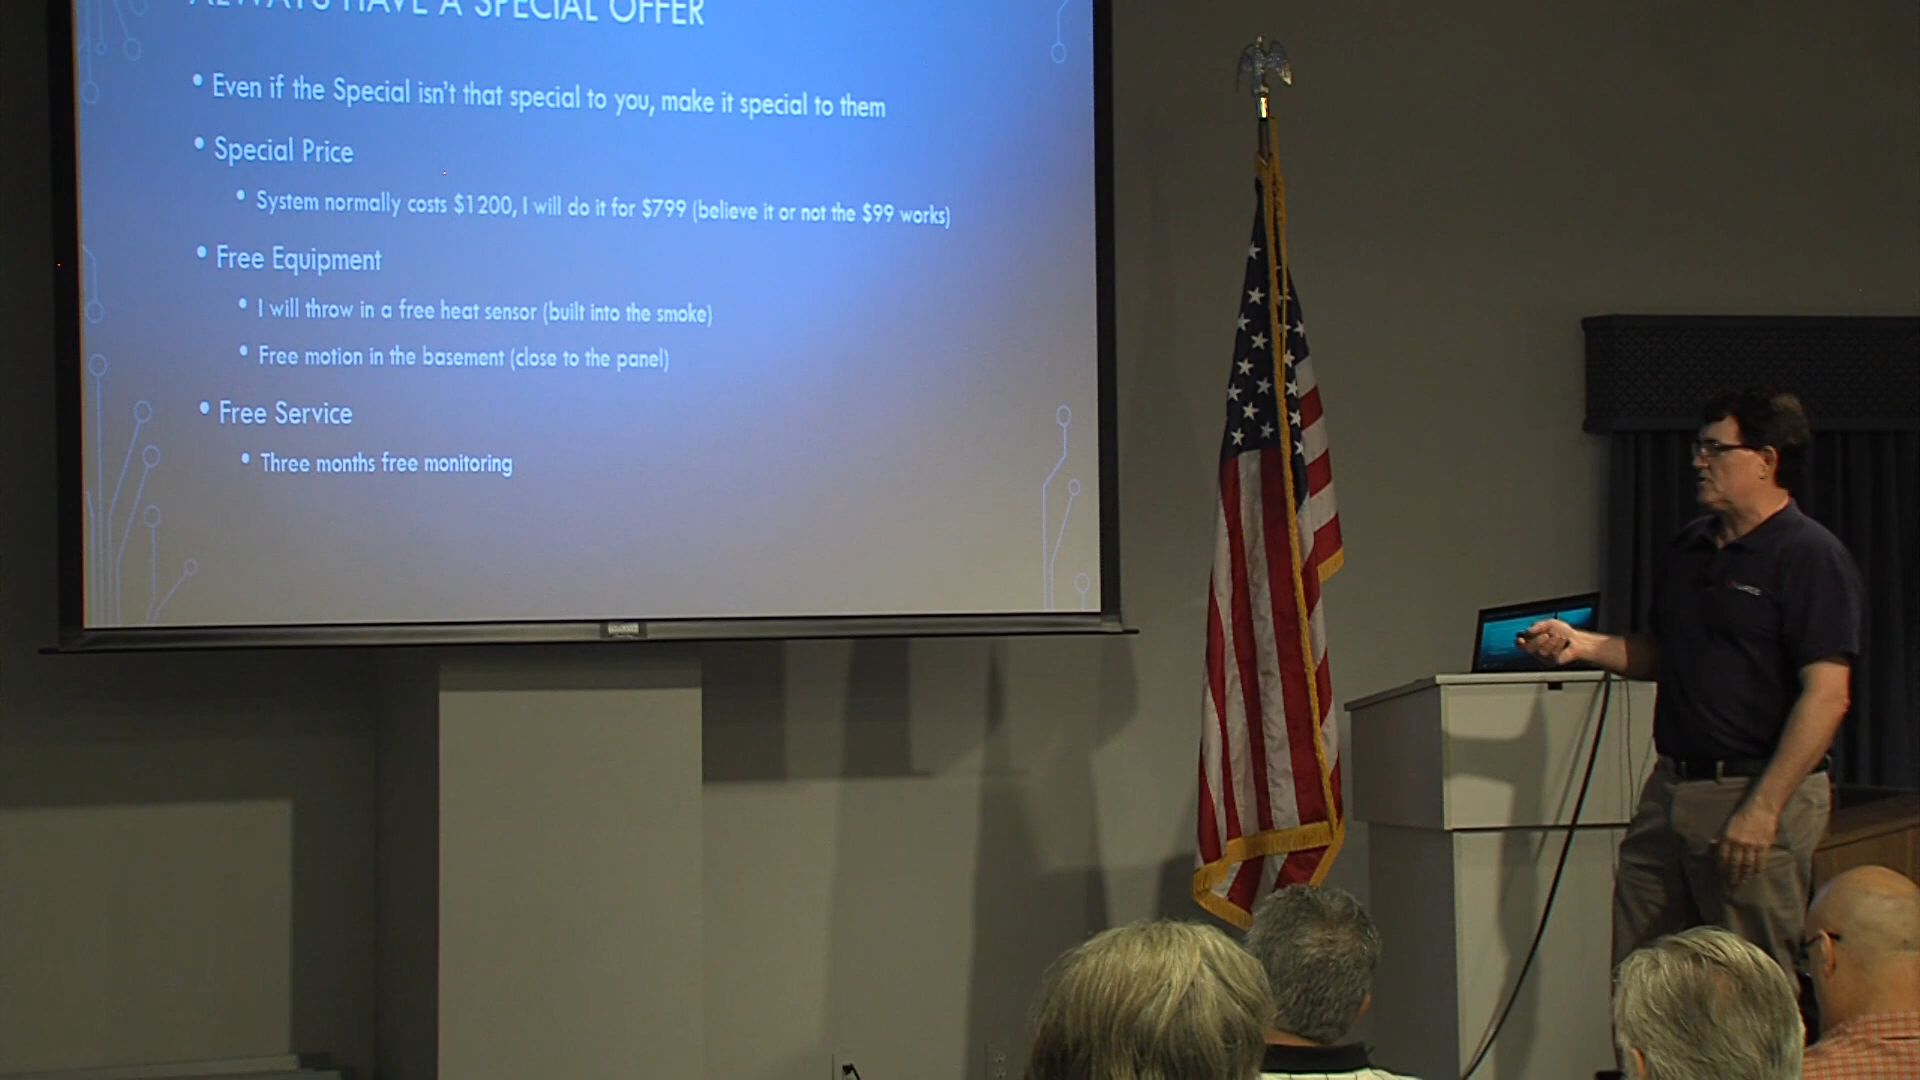 ALWAYS HAVE A SPECIAL OFFER
• Even if the Special isn't that special to you, make it special to them
• Special Price
• System normally costs $1200, I will do it for $799 (believe it or not the $99 works)
• Free Equipment
• I will throw in a free heat sensor (built into the smoke)
• Free motion in the basement (close to the panel)
• Free Service
• Three months free monitoring